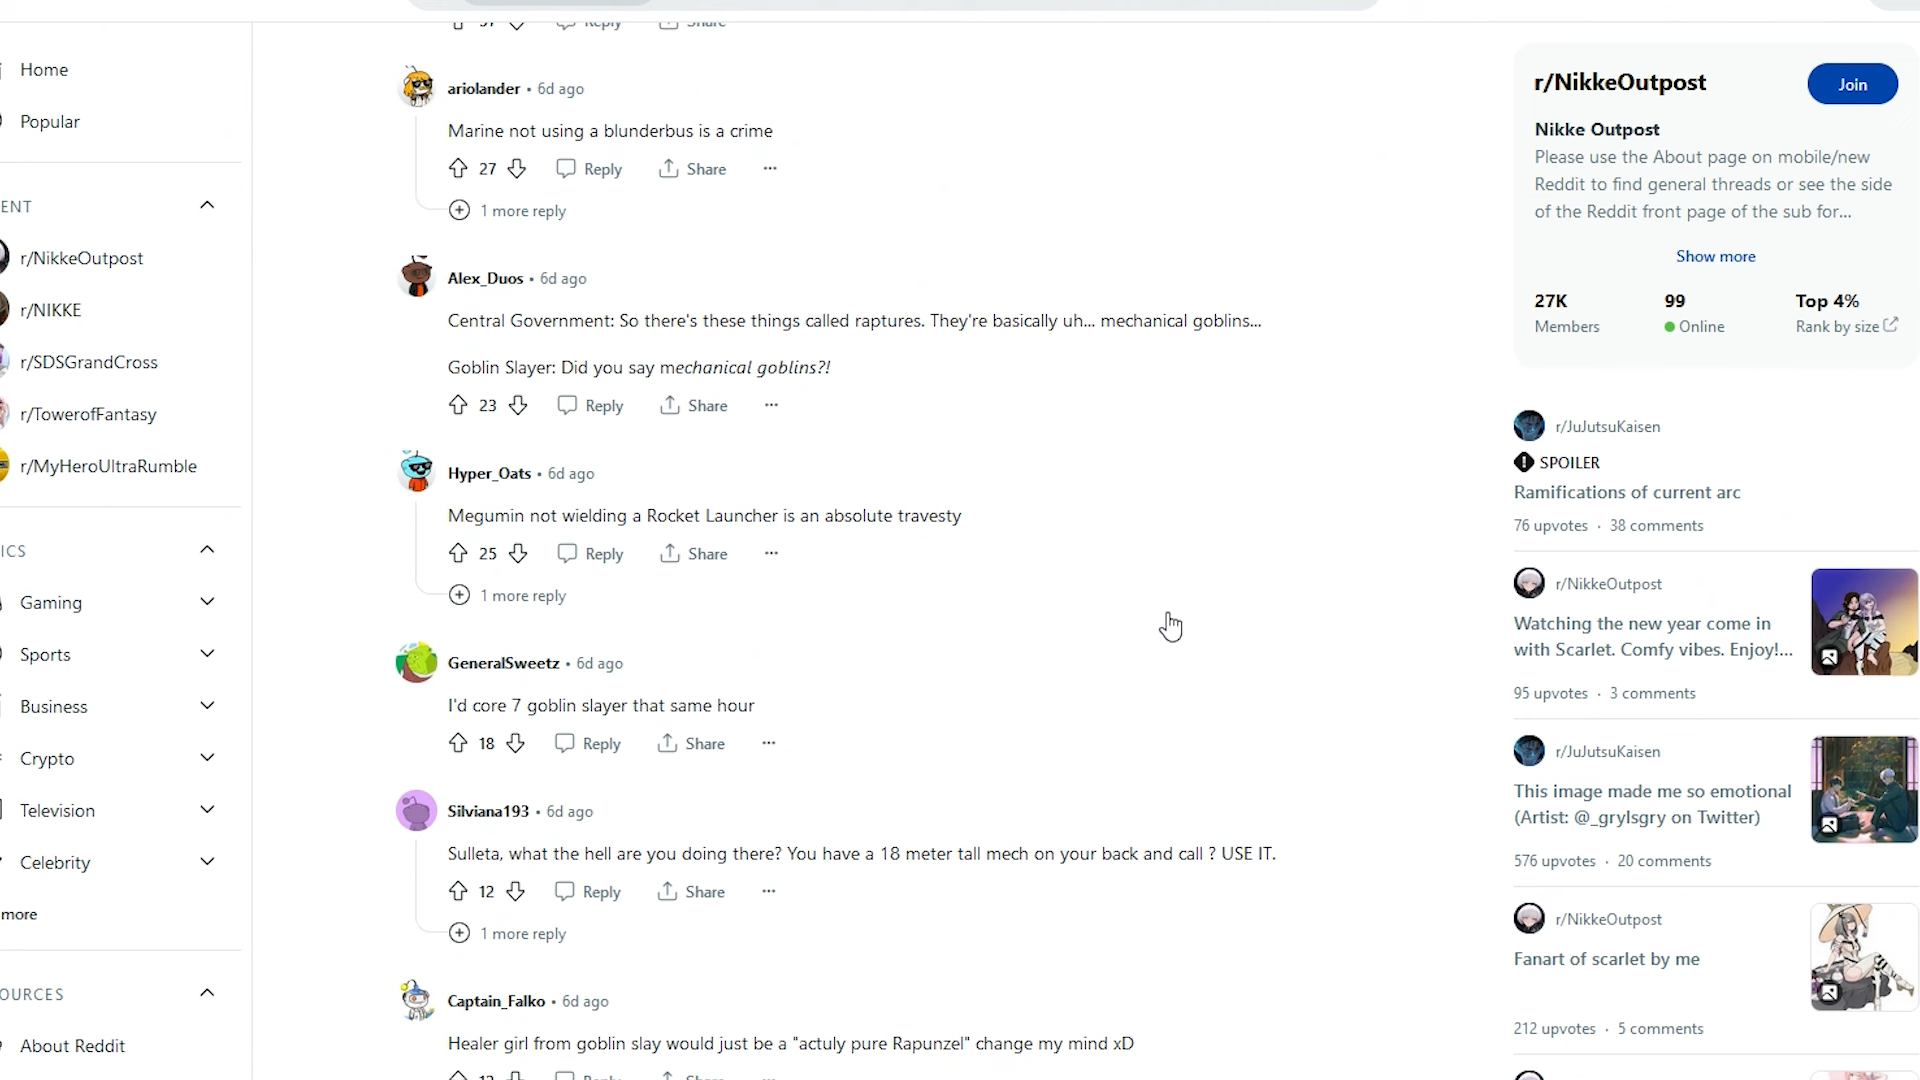 Reply
Share
Home
Popular
ENT
r/NikkeOutpost
r/NIKKE
r/SDSGrandCross
r/TowerofFantasy
r/MyHeroUltraRumble
ICS
Gaming
Sports
Business
Crypto
Television
Celebrity
more
OURCES
About Reddit
ariolander • 6d ago
Marine not using a blunderbus is a crime
27 Reply Share ...
1 more reply
Alex_Duos • 6d ago
Central Government: So there's these things called raptures. They're basically uh... mechanical goblins...
Goblin Slayer: Did you say mechanical goblins?!
23 Reply Share ...
Hyper_Oats • 6d ago
Megumin not wielding a Rocket Launcher is an absolute travesty
25 Reply Share ...
1 more reply
GeneralSweetz • 6d ago
I'd core 7 goblin slayer that same hour
18 Reply Share ...
Silviana193 • 6d ago
Sulleta, what the hell are you doing there? You have a 18 meter tall mech on your back and call ? USE IT.
12 Reply Share ...
1 more reply
Captain_Falko • 6d ago
Healer girl from goblin slay would just be a "actuly pure Rapunzel" change my mind xD
Reply Share
r/NikkeOutpost
Join
Nikke Outpost
Please use the About page on mobile/new
Reddit to find general threads or see the side
of the Reddit front page of the sub for...
Show more
27K 99 Top 4%
Members Online Rank by size
r/JuJutsuKaisen
SPOILER
Ramifications of current arc
76 upvotes · 38 comments
r/NikkeOutpost
Watching the new year come in
with Scarlet. Comfy vibes. Enjoy!...
95 upvotes · 3 comments
r/JuJutsuKaisen
This image made me so emotional
(Artist: @_grylsgry on Twitter)
576 upvotes · 20 comments
r/NikkeOutpost
Fanart of scarlet by me
212 upvotes · 5 comments